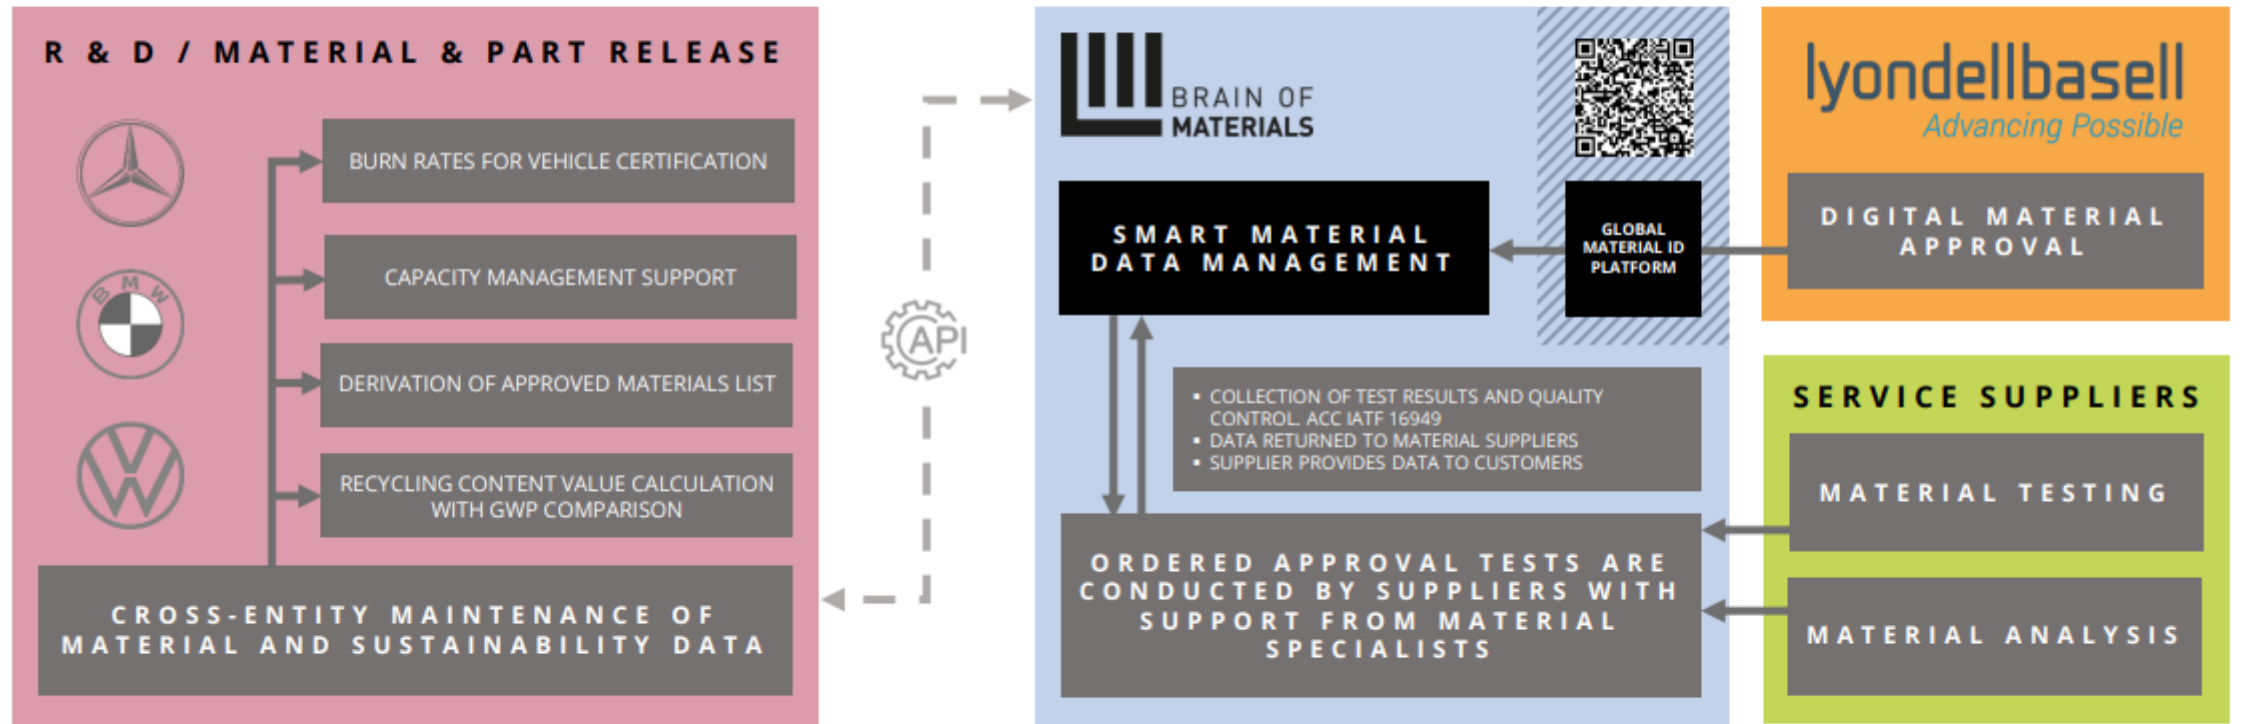 R & D / MATERIAL & PART RELEASE
BURN RATES FOR VEHICLE CERTIFICATION
BMW
CAPACITY MANAGEMENT SUPPORT
DERIVATION OF APPROVED MATERIALS LIST
RECYCLING CONTENT VALUE CALCULATION
WITH GWP COMPARISON
CROSS-ENTITY MAINTENANCE OF
MATERIAL AND SUSTAINABILITY DATA
API
BRAIN OF
MATERIALS
SMART MATERIAL
DATA MANAGEMENT
GLOBAL
MATERIAL ID
PLATFORM
▪ COLLECTION OF TEST RESULTS AND QUALITY
CONTROL. ACC IATF 16949
▪ DATA RETURNED TO MATERIAL SUPPLIERS
▪ SUPPLIER PROVIDES DATA TO CUSTOMERS
ORDERED APPROVAL TESTS ARE
CONDUCTED BY SUPPLIERS WITH
SUPPORT FROM MATERIAL
SPECIALISTS
lyondellbasell
Advancing Possible
DIGITAL MATERIAL
APPROVAL
SERVICE SUPPLIERS
MATERIAL TESTING
MATERIAL ANALYSIS